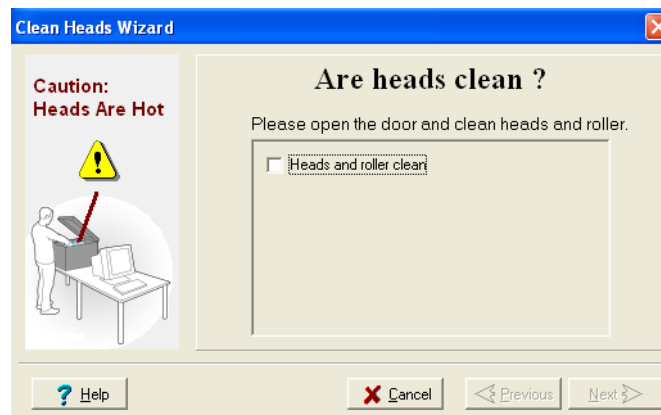 Clean Heads Wizard
Caution:
Heads Are Hot
Are heads clean ?
Please open the door and clean heads and roller.
Heads and roller clean
Help
Cancel
Previous
Next